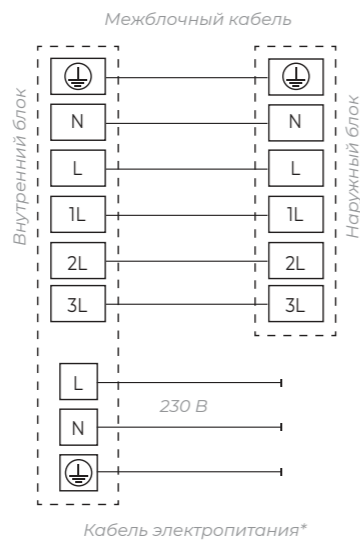 Межблочный кабель
Внутренний блок
Наружный блок
N N
L L
1L 1L
2L 2L
3L 3L
L
230 В
N
Кабель электропитания*